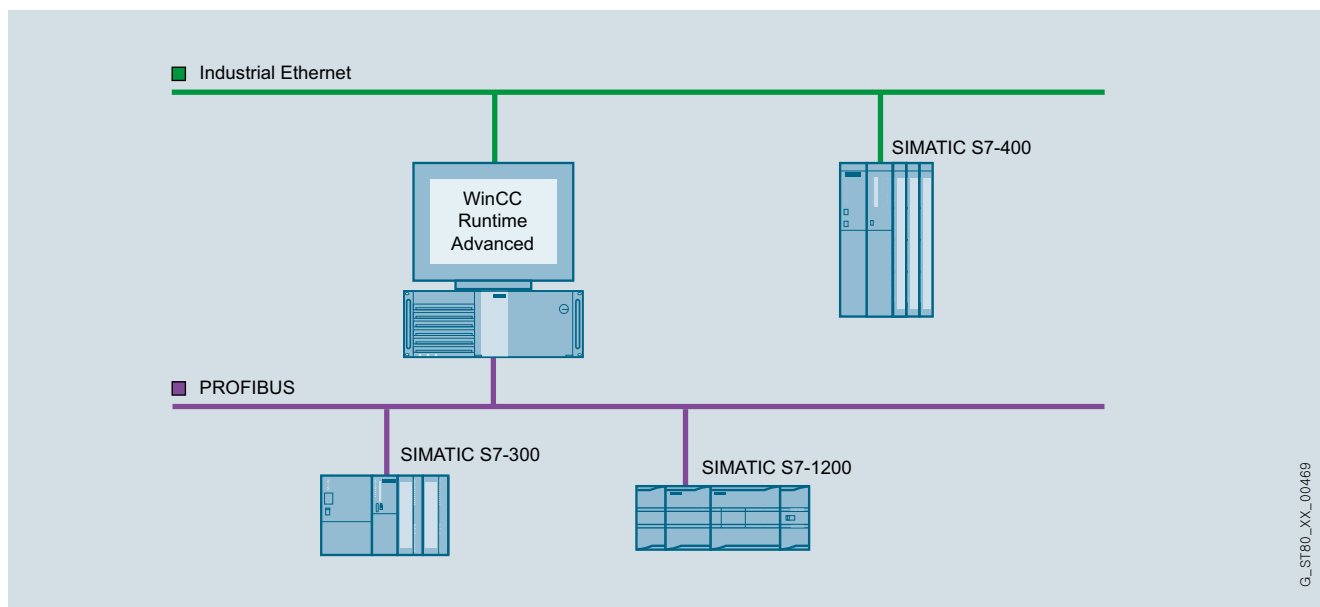 Industrial Ethernet
SIMATIC S7-400
WinCC
Runtime
Advanced
PROFIBUS
SIMATIC S7-300
SIMATIC S7-1200
G_ST80_XX_00469